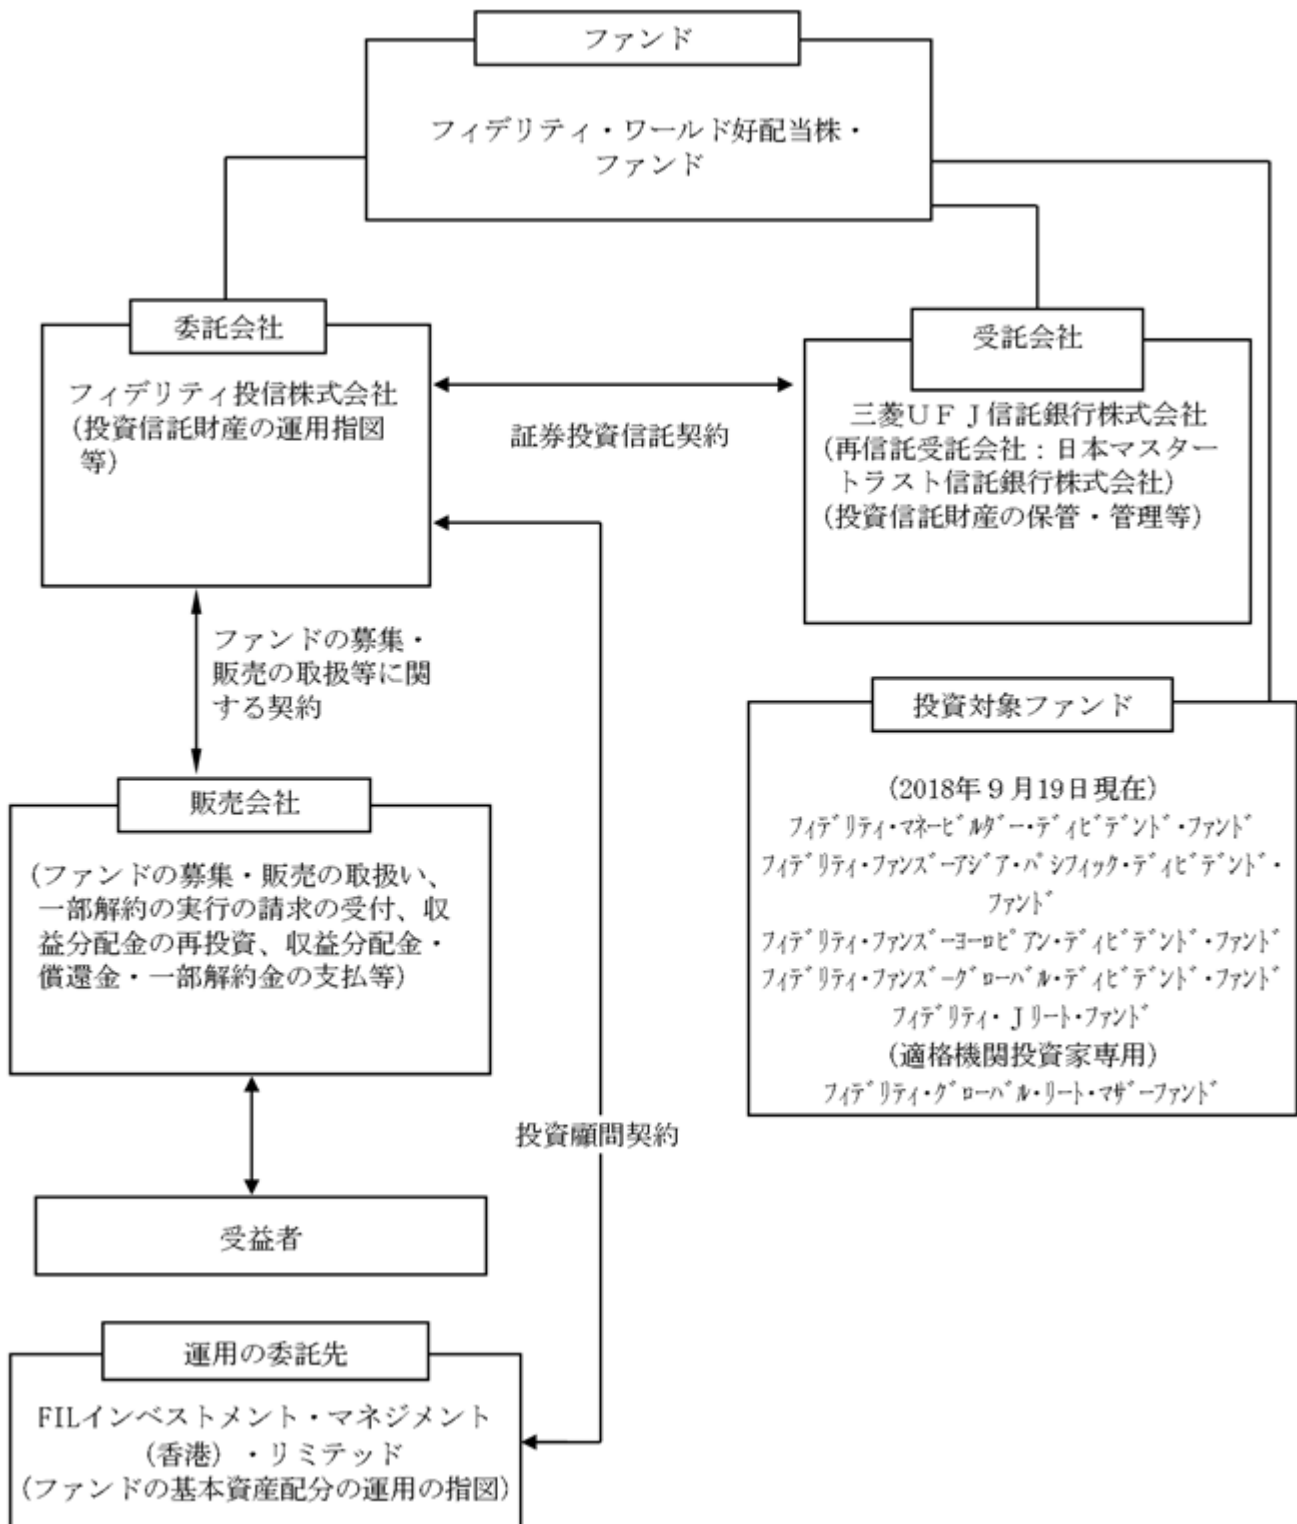 ファンド
フィデリティ・ワールド好配当株・
ファンド
委託会社
フィデリティ投信株式会社
(投資信託財産の運用指図
等)
証券投資信託契約
受託会社
三菱UFJ信託銀行株式会社
(再信託受託会社:日本マスター
トラスト信託銀行株式会社)
(投資信託財産の保管・管理等)
ファンドの募集・
販売の取扱等に関
する契約
投資対象ファンド
(2018年9月19日現在)
フィデリティ・マネービルダー・ディビデンド・ファンド
フィデリティ・ファンズ-アジア・パシフィック・ディビデンド・
ファンド
フィデリティ・ファンズ-ヨーロピアン・ディビデンド・ファンド
フィデリティ・ファンズ-グローバル・ディビデンド・ファンド
フィデリティ・Jリート・ファンド
(適格機関投資家専用)
フィデリティ・グローバル・リート・マザーファンド
販売会社
(ファンドの募集・販売の取扱い、
一部解約の実行の請求の受付、収
益分配金の再投資、収益分配金・
償還金・一部解約金の支払等)
投資顧問契約
受益者
運用の委託先
FILインベストメント・マネジメント
(香港)・リミテッド
(ファンドの基本資産配分の運用の指図)